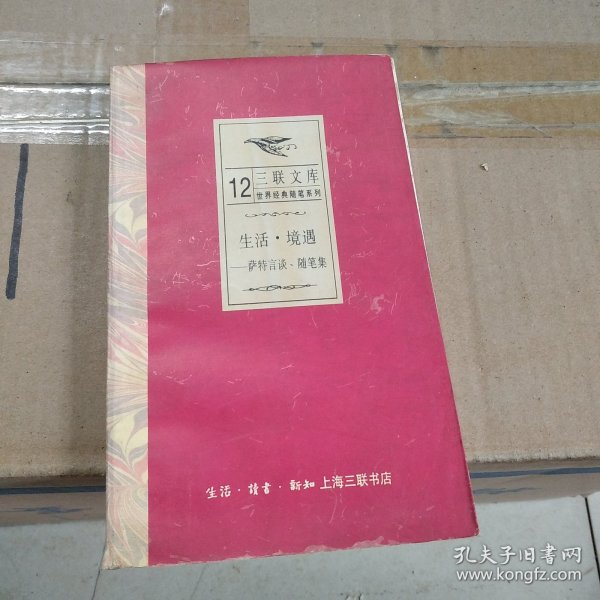 12
三联文库
世界经典随笔系列
生活·境遇
——萨特言谈、随笔集
生活·读书·新知 上海三联书店
孔夫子旧书网
www.kongfz.com